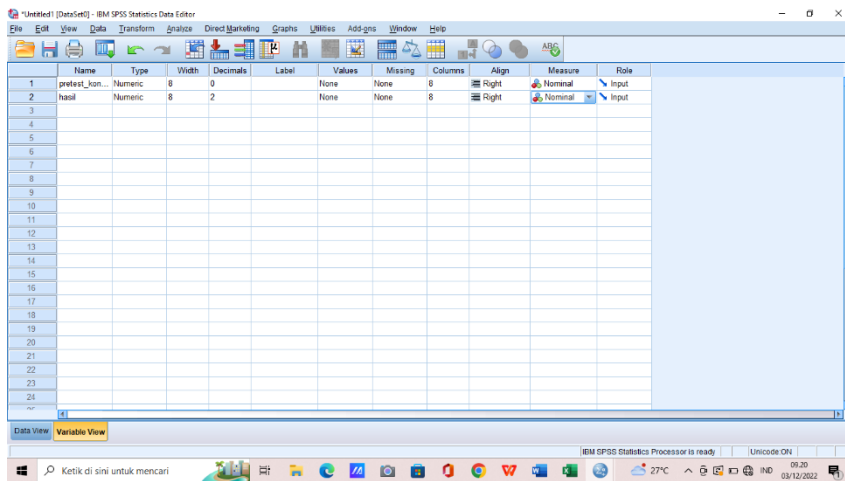 *Untitled1 [DataSet0] - IBM SPSS Statistics Data Editor
File Edit View Data Transform Analyze Direct Marketing Graphs Utilities Add-ons Window Help
Name Type Width Decimals Label Values Missing Columns Align Measure Role
1 pretest_kon... Numeric 8 0 None None 8 Right Nominal Input
2 hasil Numeric 8 2 None None 8 Right Nominal Input
3
4
5
6
7
8
9
10
11
12
13
14
15
16
17
18
19
20
21
22
23
24
Data View Variable View
IBM SPSS Statistics Processor is ready Unicode:ON
Ketik di sini untuk mencari 27°C IND 09.20
03/12/2022